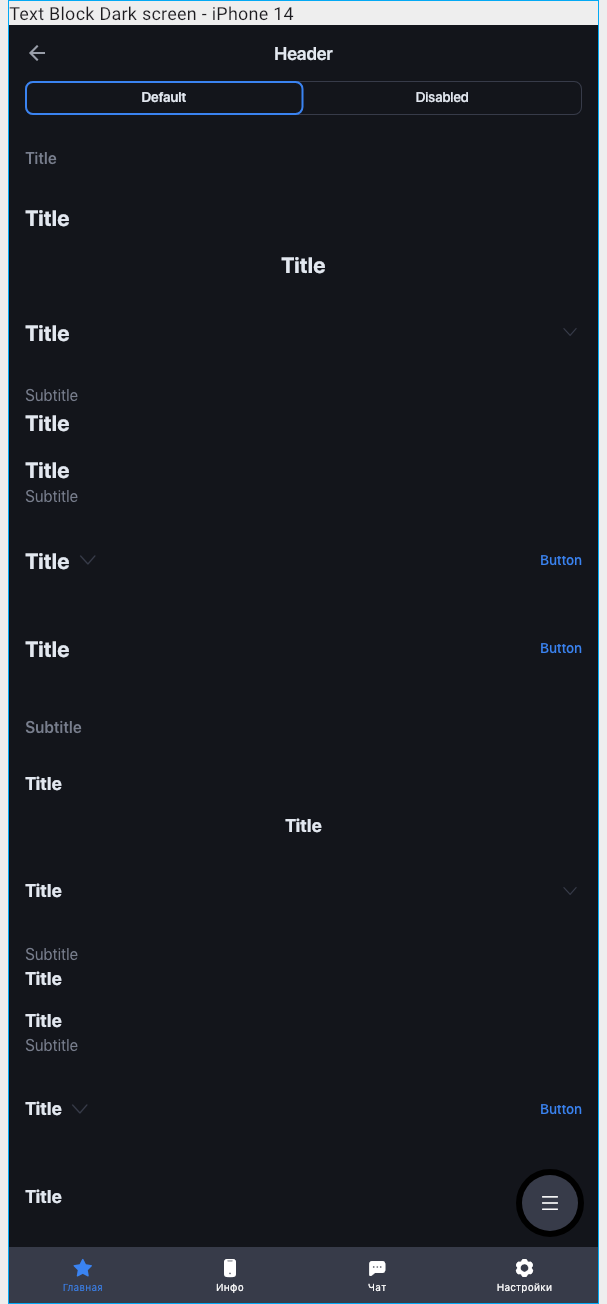 Text Block Dark screen - iPhone 14
Header
Default Disabled
Title
Title
Title
Title
Subtitle
Title
Title
Subtitle
Title Button
Title Button
Subtitle
Title
Title
Title
Subtitle
Title
Title
Subtitle
Title Button
Title
Главная Инфо Чат Настройки